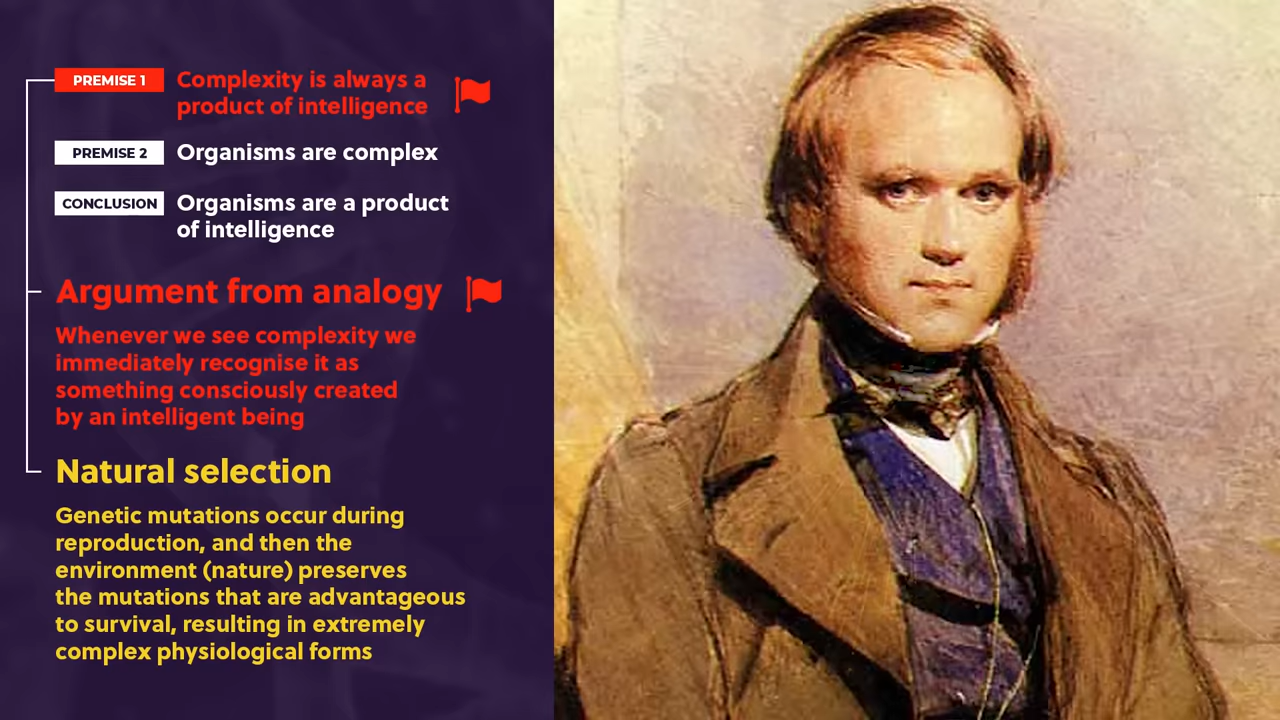 PREMISE 1 Complexity is always a
product of intelligence
PREMISE 2 Organisms are complex
CONCLUSION Organisms are a product
of intelligence
Argument from analogy
Whenever we see complexity we
immediately recognise it as
something consciously created
by an intelligent being
Natural selection
Genetic mutations occur during
reproduction, and then the
environment (nature) preserves
the mutations that are advantageous
to survival, resulting in extremely
complex physiological forms